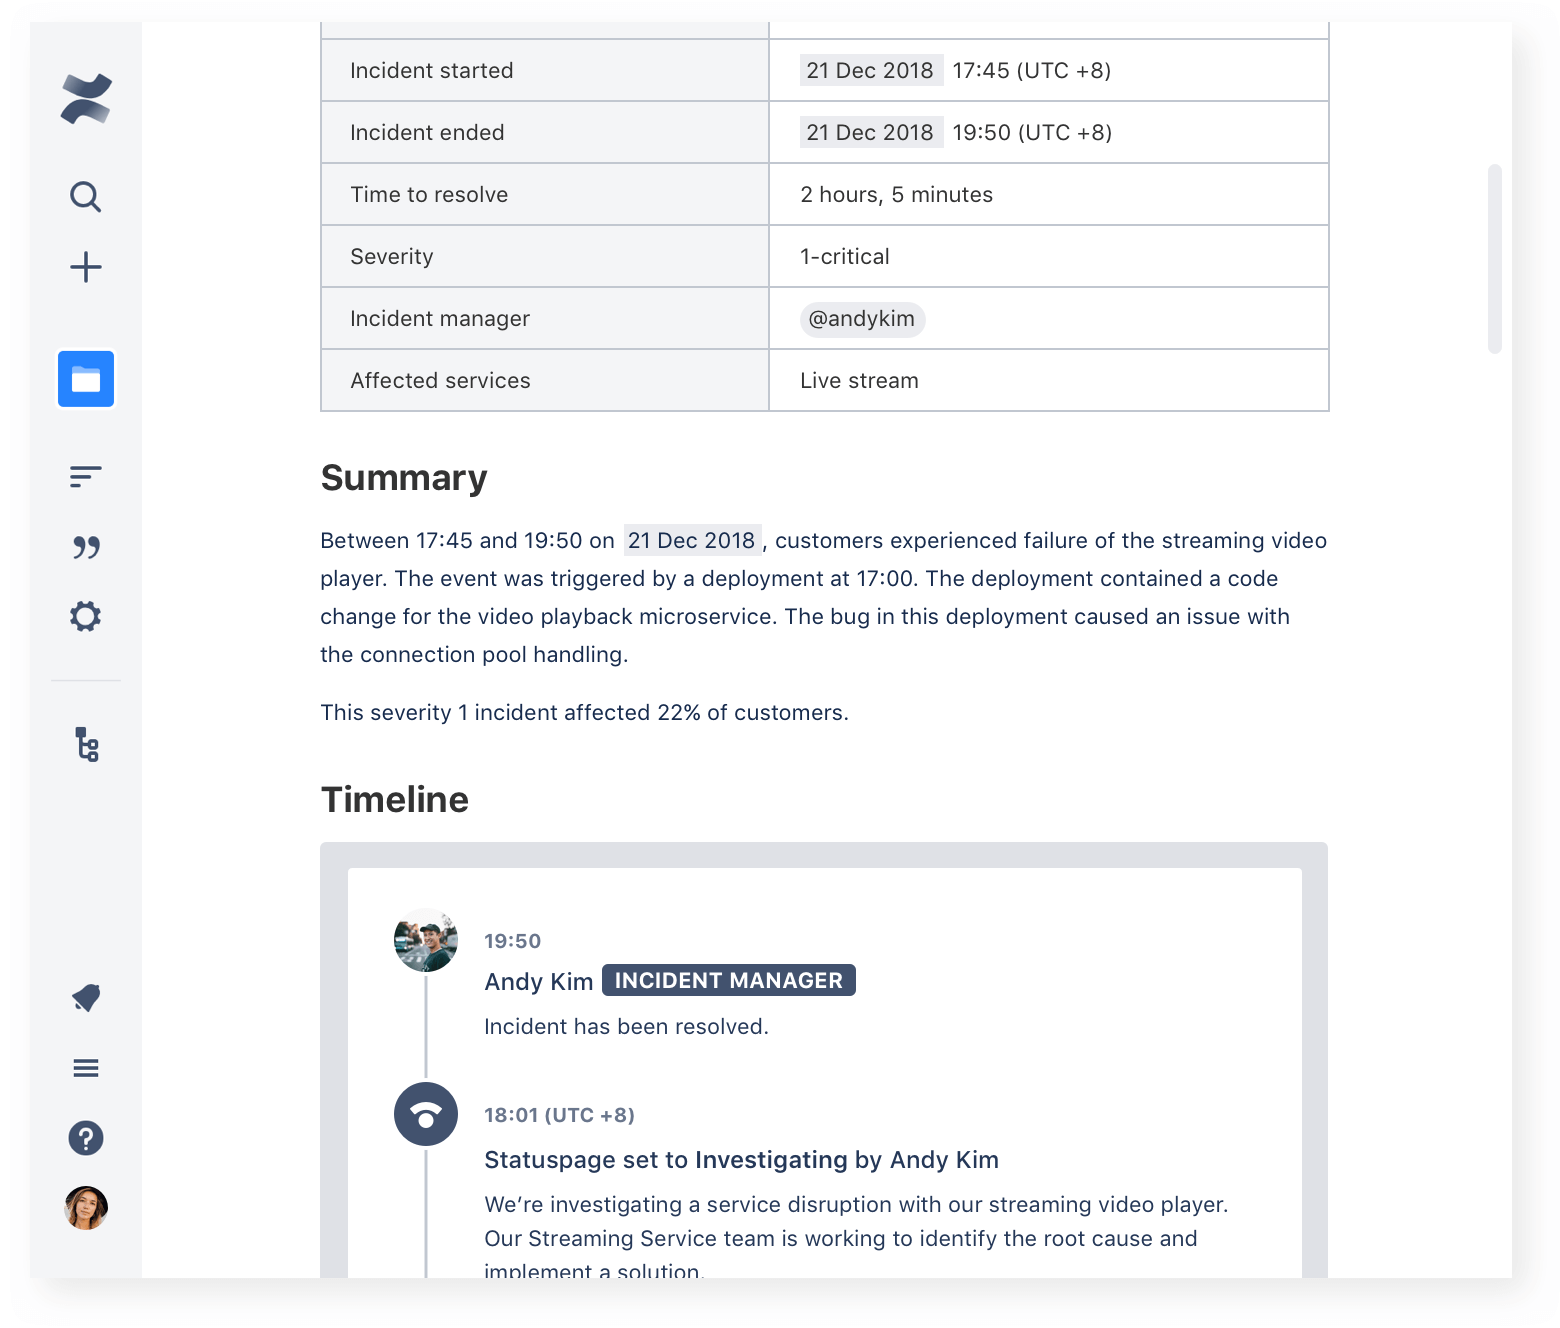 Incident started
21 Dec 2018 17:45 (UTC +8)
Incident ended
21 Dec 2018 19:50 (UTC +8)
Time to resolve
2 hours, 5 minutes
Severity
1-critical
Incident manager
@andykim
Affected services
Live stream
Summary
Between 17:45 and 19:50 on 21 Dec 2018, customers experienced failure of the streaming video
player. The event was triggered by a deployment at 17:00. The deployment contained a code
change for the video playback microservice. The bug in this deployment caused an issue with
the connection pool handling.
This severity 1 incident affected 22% of customers.
Timeline
19:50
Andy Kim INCIDENT MANAGER
Incident has been resolved.
18:01 (UTC +8)
Statuspage set to Investigating by Andy Kim
We’re investigating a service disruption with our streaming video player.
Our Streaming Service team is working to identify the root cause and
implement a solution.